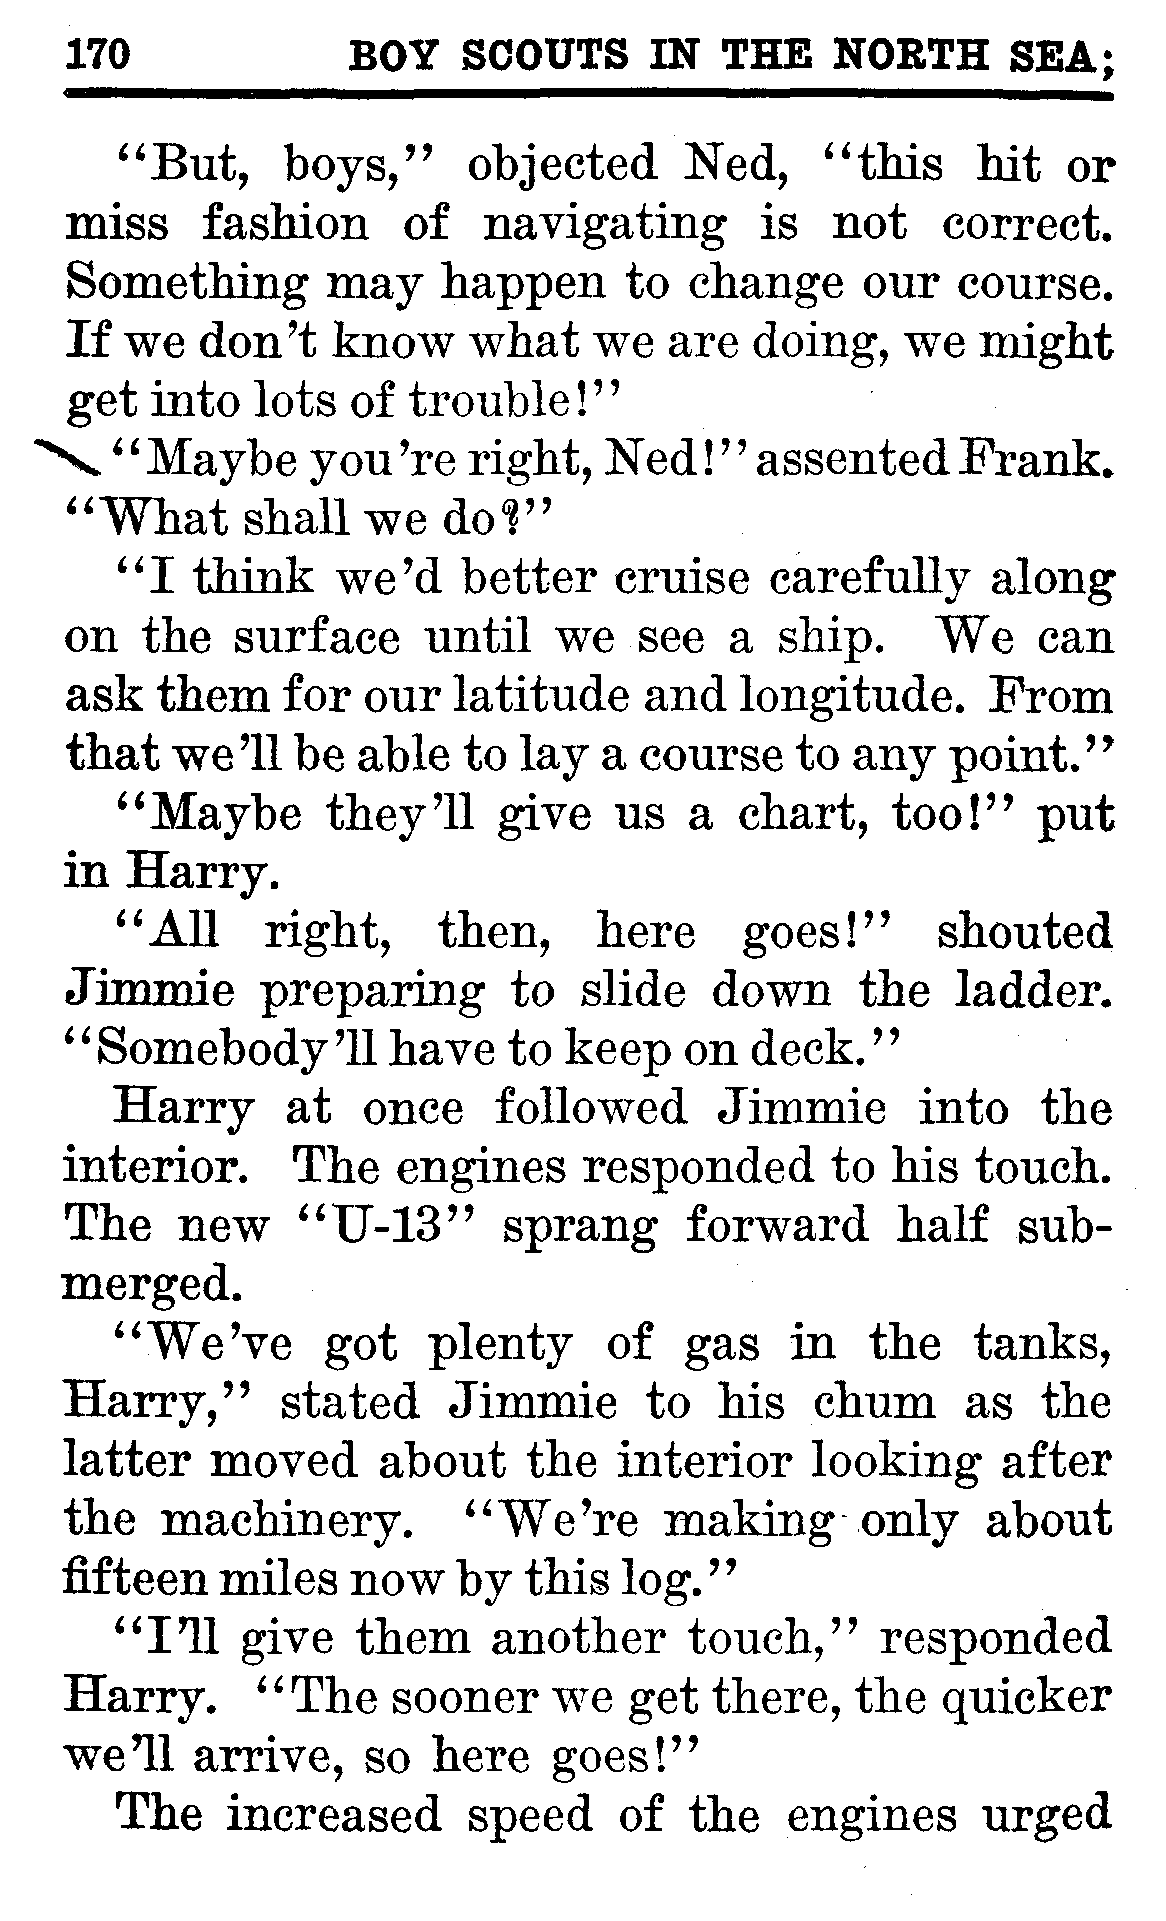 170 BOY SCOUTS IN THE NORTH SEA;
“But, boys,” objected Ned, “this hit or
miss fashion of navigating is not correct.
Something may happen to change our course.
If we don’t know what we are doing, we might
get into lots of trouble!”
“Maybe you’re right, Ned!” assented Frank.
“What shall we do?”
“I think we’d better cruise carefully along
on the surface until we see a ship. We can
ask them for our latitude and longitude. From
that we’ll be able to lay a course to any point.”
“Maybe they’ll give us a chart, too!” put
in Harry.
“All right, then, here goes!” shouted
Jimmie preparing to slide down the ladder.
“Somebody’ll have to keep on deck.”
Harry at once followed Jimmie into the
interior. The engines responded to his touch.
The new “U-13” sprang forward half sub-
merged.
“We’ve got plenty of gas in the tanks,
Harry,” stated Jimmie to his chum as the
latter moved about the interior looking after
the machinery. “We’re making only about
fifteen miles now by this log.”
“I’ll give them another touch,” responded
Harry. “The sooner we get there, the quicker
we’ll arrive, so here goes!”
The increased speed of the engines urged